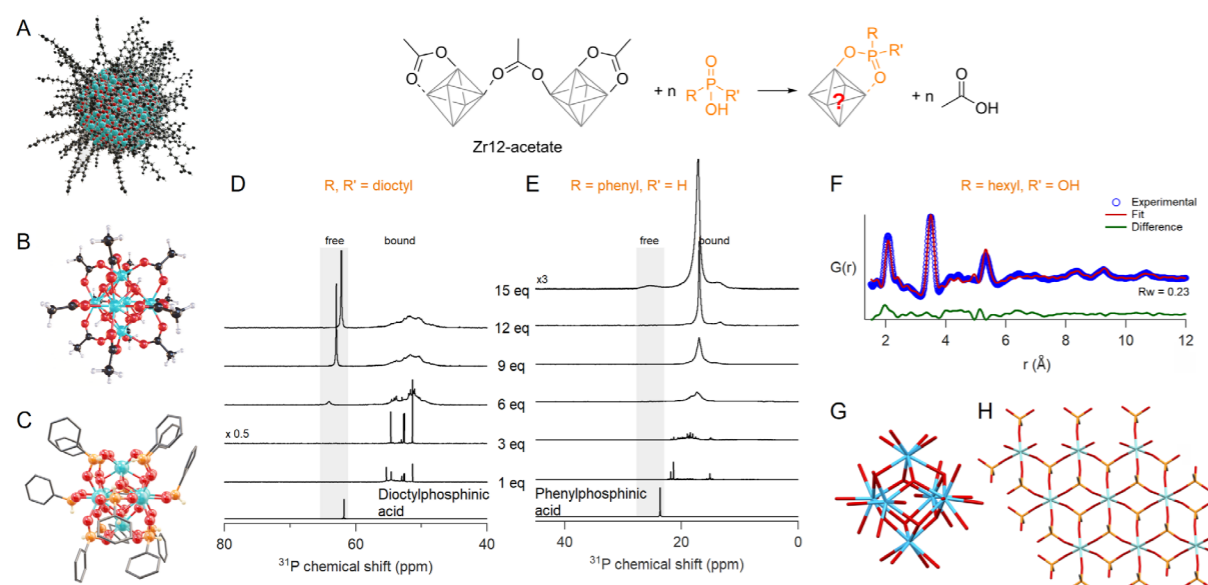 A
O
O
O
O
O
O
+ n
O
R
P
R'
OH
R
O
P
R'
O
?
+ n
O
OH
Zr12-acetate
D
R, R' = dioctyl
free
bound
x 0.5
Dioctylphosphinic
acid
80
60
40
31P chemical shift (ppm)
E
R = phenyl, R' = H
free
bound
x3
15 eq
12 eq
9 eq
6 eq
3 eq
1 eq
Phenylphosphinic
acid
40
20
0
31P chemical shift (ppm)
F
R = hexyl, R' = OH
Experimental
Fit
Difference
G(r)
Rw = 0.23
2
4
6
8
10
12
r (Å)
B
C
G
H